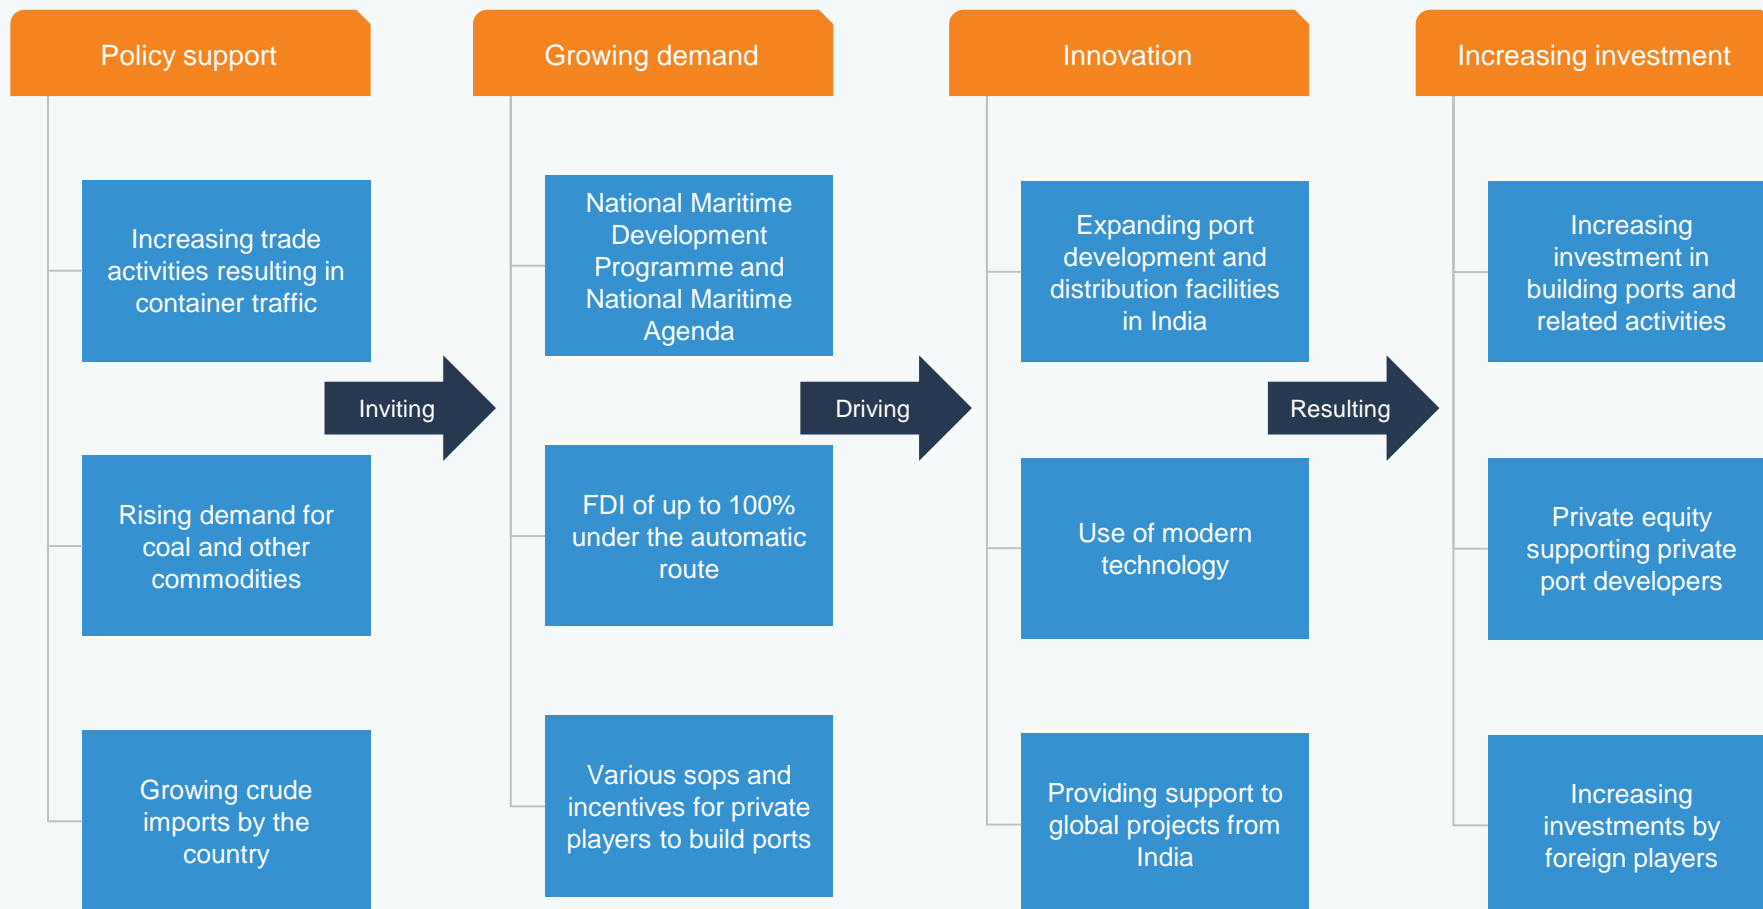 Policy support
Increasing trade
activities resulting in
container traffic
Rising demand for
coal and other
commodities
Growing crude
imports by the
country
Inviting
Growing demand
National Maritime
Development
Programme and
National Maritime
Agenda
FDI of up to 100%
under the automatic
route
Various sops and
incentives for private
players to build ports
Driving
Innovation
Expanding port
development and
distribution facilities
in India
Use of modern
technology
Providing support to
global projects from
India
Resulting
Increasing investment
Increasing
investment in
building ports and
related activities
Private equity
supporting private
port developers
Increasing
investments by
foreign players